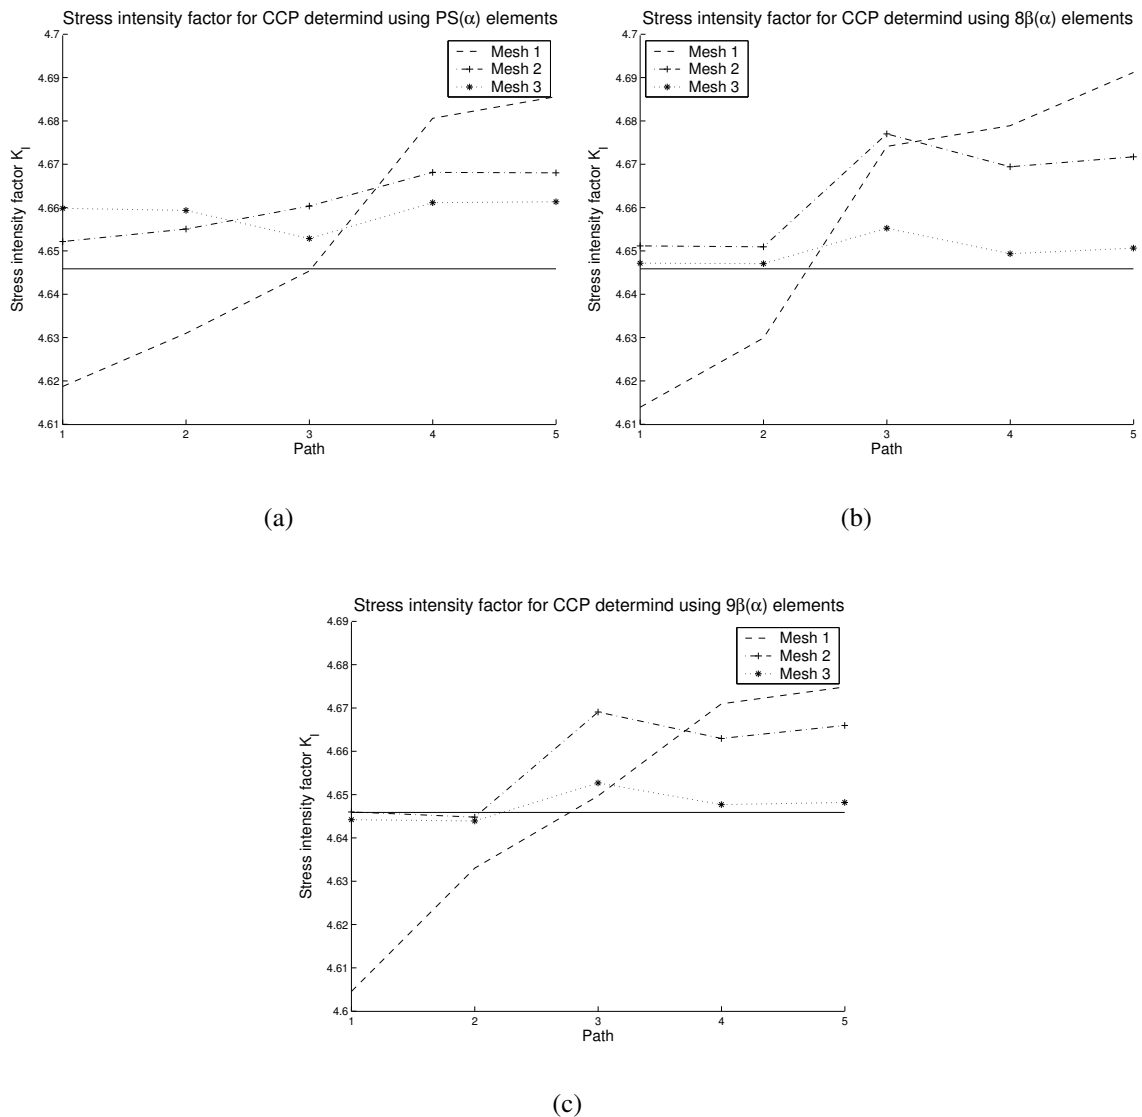 Stress intensity factor for CCP determind using PS(α) elements
4.7
4.69
4.68
4.67
4.66
4.65
4.64
4.63
4.62
4.61
Stress intensity factor K_I
Mesh 1
Mesh 2
Mesh 3
1 2 3 4 5
Path
(a)
Stress intensity factor for CCP determind using 8β(α) elements
4.7
4.69
4.68
4.67
4.66
4.65
4.64
4.63
4.62
4.61
Stress intensity factor K_I
Mesh 1
Mesh 2
Mesh 3
1 2 3 4 5
Path
(b)
Stress intensity factor for CCP determind using 9β(α) elements
4.69
4.68
4.67
4.66
4.65
4.64
4.63
4.62
4.61
4.6
Stress intensity factor K_I
Mesh 1
Mesh 2
Mesh 3
1 2 3 4 5
Path
(c)